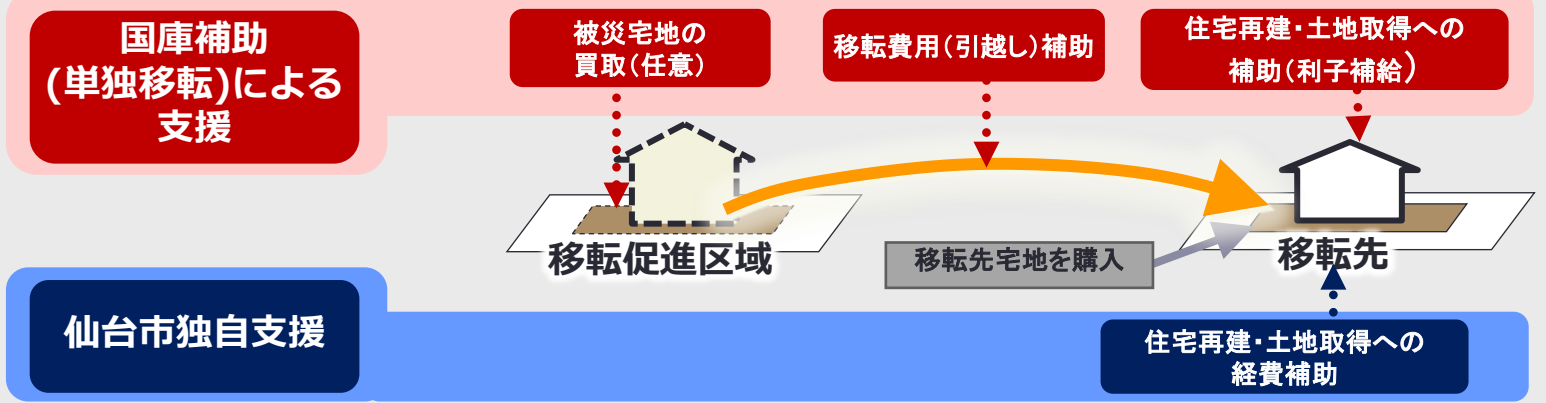 国庫補助
(単独移転)による
支援
被災宅地の
買取(任意)
移転費用(引越し)補助
住宅再建・土地取得への
補助(利子補給)
移転促進区域
移転先宅地を購入
移転先
仙台市独自支援
住宅再建・土地取得への
経費補助